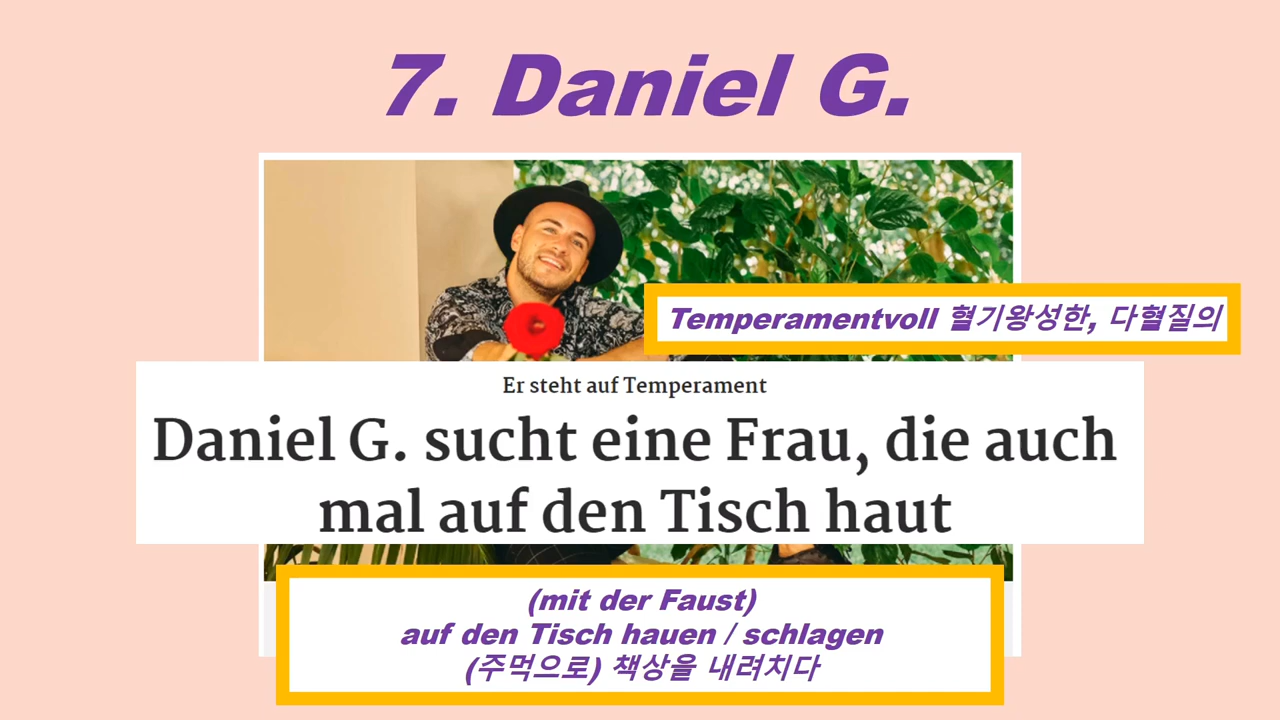 7. Daniel G.
Temperamentvoll 혈기왕성한, 다혈질의
Er steht auf Temperament
Daniel G. sucht eine Frau, die auch
mal auf den Tisch haut
(mit der Faust)
auf den Tisch hauen / schlagen
(주먹으로) 책상을 내려치다